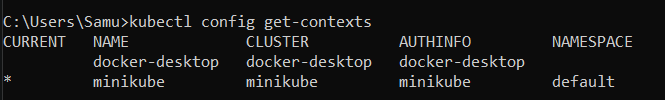 C:\Users\Samu>kubectl config get-contexts
CURRENT   NAME             CLUSTER          AUTHINFO         NAMESPACE
          docker-desktop   docker-desktop   docker-desktop
*         minikube         minikube         minikube         default